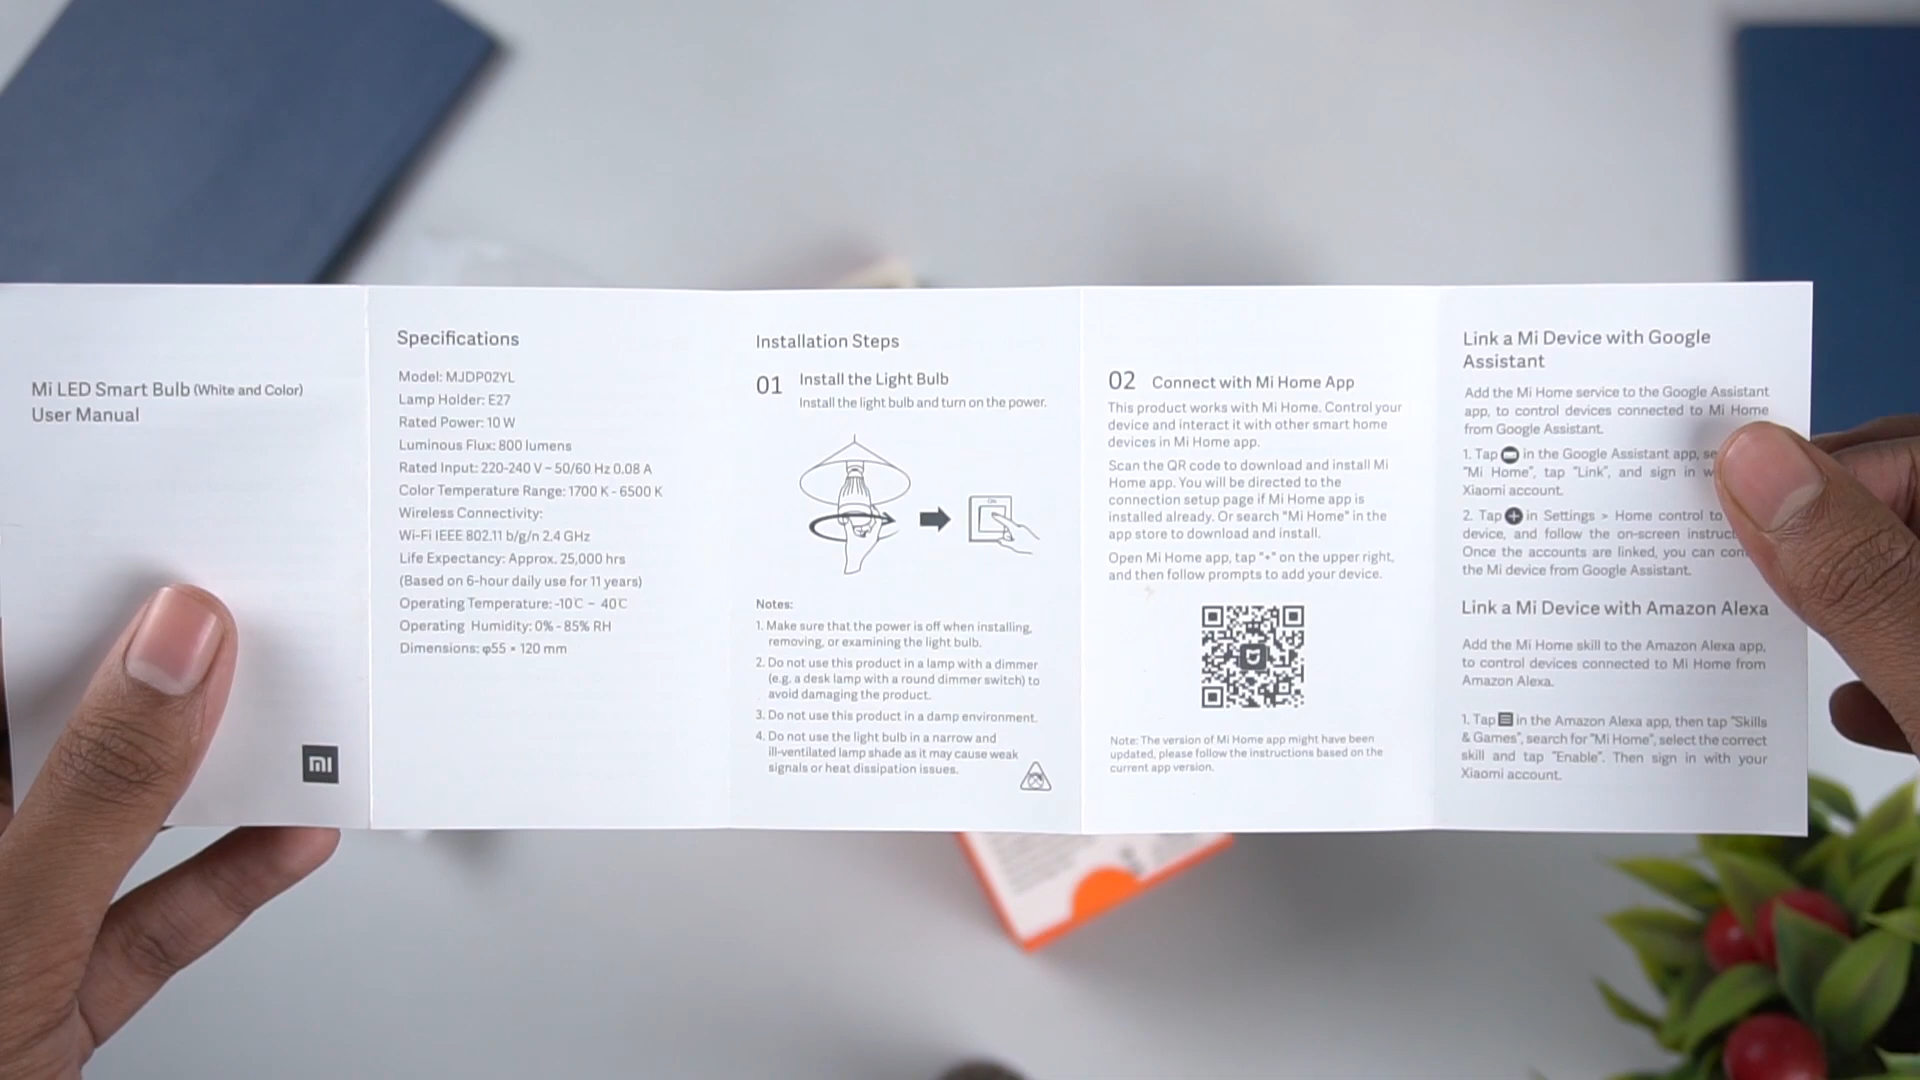 Mi LED Smart Bulb (White and Color)
User Manual
mi
Specifications
Model: MJDP02YL
Lamp Holder: E27
Rated Power: 10 W
Luminous Flux: 800 lumens
Rated Input: 220-240 V ~ 50/60 Hz 0.08 A
Color Temperature Range: 1700 K - 6500 K
Wireless Connectivity:
Wi-Fi IEEE 802.11 b/g/n 2.4 GHz
Life Expectancy: Approx. 25,000 hrs
(Based on 6-hour daily use for 11 years)
Operating Temperature: -10℃ ~ 40℃
Operating Humidity: 0% - 85% RH
Dimensions: φ55 × 120 mm
Installation Steps
01 Install the Light Bulb
Install the light bulb and turn on the power.
Notes:
1. Make sure that the power is off when installing,
removing, or examining the light bulb.
2. Do not use this product in a lamp with a dimmer
(e.g. a desk lamp with a round dimmer switch) to
avoid damaging the product.
3. Do not use this product in a damp environment.
4. Do not use the light bulb in a narrow and
ill-ventilated lamp shade as it may cause weak
signals or heat dissipation issues.
02 Connect with Mi Home App
This product works with Mi Home. Control your
device and interact it with other smart home
devices in Mi Home app.
Scan the QR code to download and install Mi
Home app. You will be directed to the
connection setup page if Mi Home app is
installed already. Or search "Mi Home" in the
app store to download and install.
Open Mi Home app, tap "+" on the upper right,
and then follow prompts to add your device.
Note: The version of Mi Home app might have been
updated, please follow the instructions based on the
current app version.
Link a Mi Device with Google
Assistant
Add the Mi Home service to the Google Assistant
app, to control devices connected to Mi Home
from Google Assistant.
1. Tap in the Google Assistant app,
"Mi Home", tap "Link", and sign in
Xiaomi account.
2. Tap in Settings > Home control to
device, and follow the on-screen
Once the accounts are linked, you can
the Mi device from Google Assistant.
Link a Mi Device with Amazon Alexa
Add the Mi Home skill to the Amazon Alexa app,
to control devices connected to Mi Home from
Amazon Alexa.
1. Tap in the Amazon Alexa app, then tap "Skills
& Games", search for "Mi Home", select the correct
skill and tap "Enable". Then sign in with your
Xiaomi account.